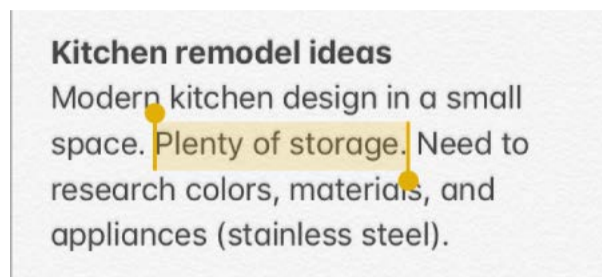 Kitchen remodel ideas
Modern kitchen design in a small
space. Plenty of storage. Need to
research colors, materials, and
appliances (stainless steel).